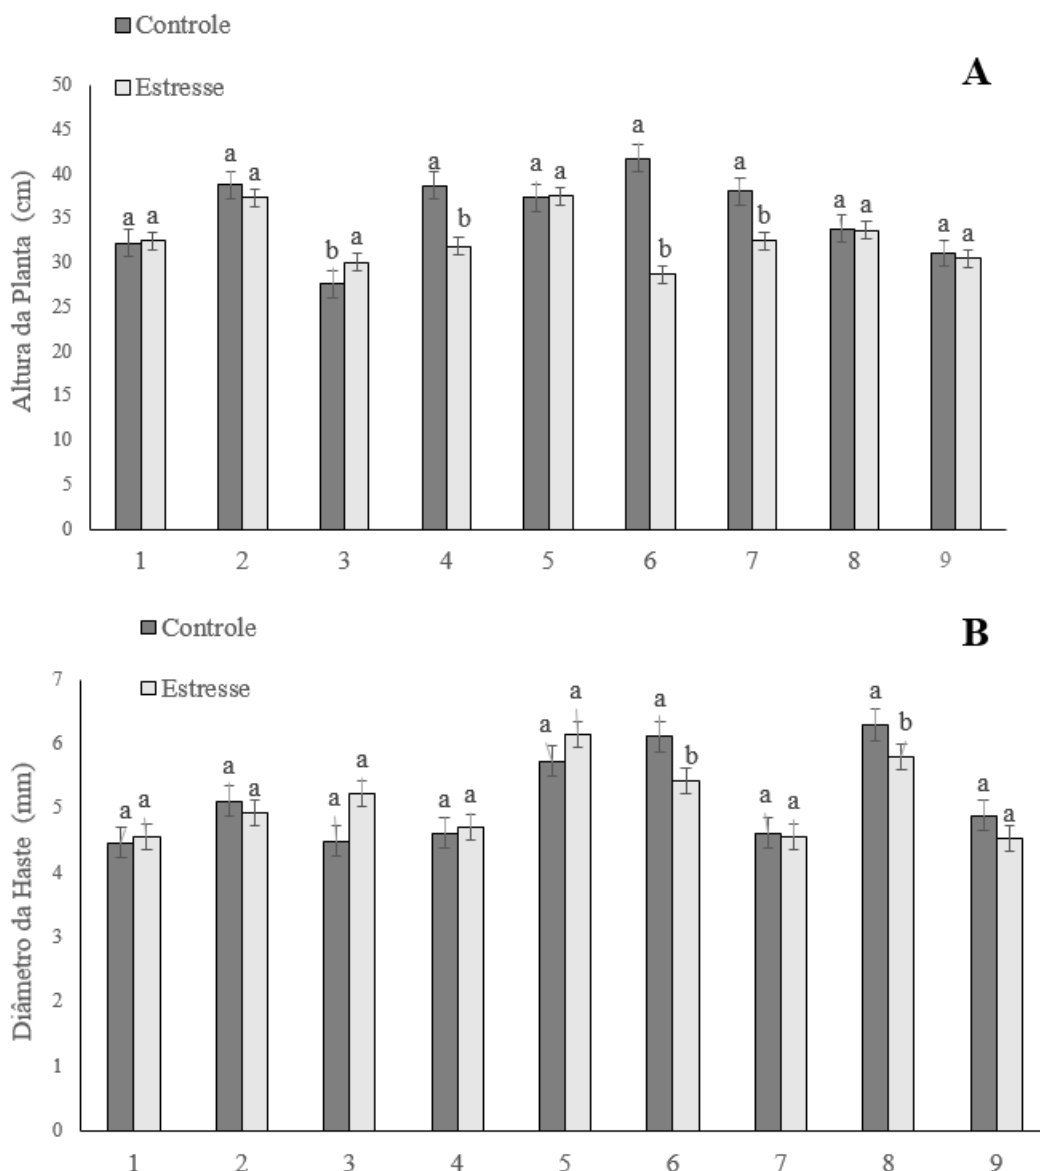 Controle
A
Estresse
Altura da Planta (cm)
50
45
40
35
30
25
20
15
10
5
0
a a
a a
b a
a b
a a
a b
a b
a a
a a
1 2 3 4 5 6 7 8 9
Controle
B
Estresse
Diâmetro da Haste (mm)
7
6
5
4
3
2
1
0
a a
a a
a a
a a
a a
a b
a a
a b
a a
1 2 3 4 5 6 7 8 9